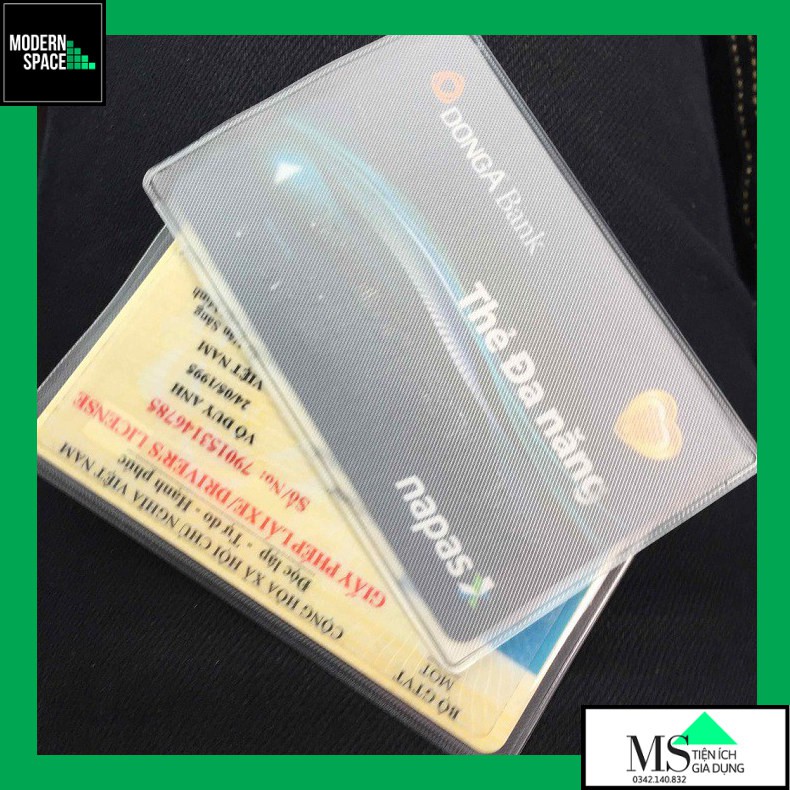 MODERN
SPACE
DONGA Bank
Thẻ Đa năng
napas
BỘ GTVT
MOT
CỘNG HÒA XÃ HỘI CHỦ NGHĨA VIỆT NAM
Độc lập - Tự do - Hạnh phúc
GIẤY PHÉP LÁI XE/DRIVER'S LICENSE
Số/No: 790153146785
VÕ DUY ANH
24/05/1995
VIỆT NAM
MS TIỆN ÍCH
GIA DỤNG
0342.140.832